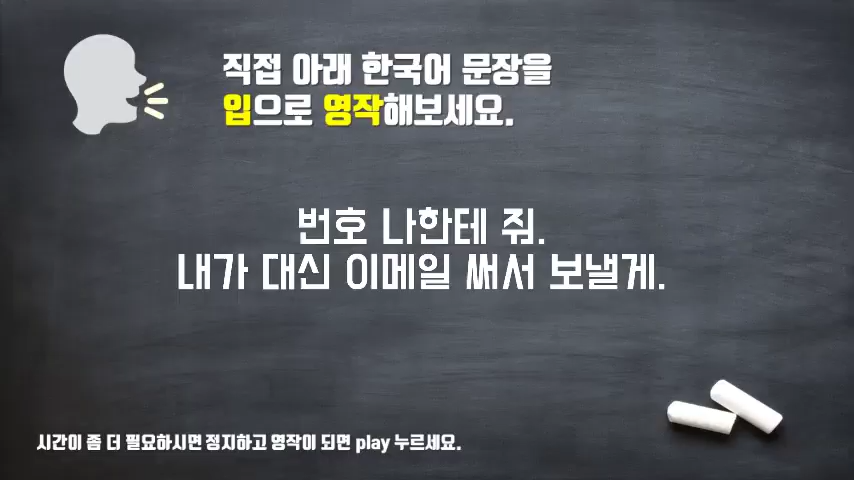 직접 아래 한국어 문장을
입으로 영작해보세요.
번호 나한테 줘.
내가 대신 이메일 써서 보낼게.
시간이 좀 더 필요하시면 정지하고 영작이 되면 play 누르세요.